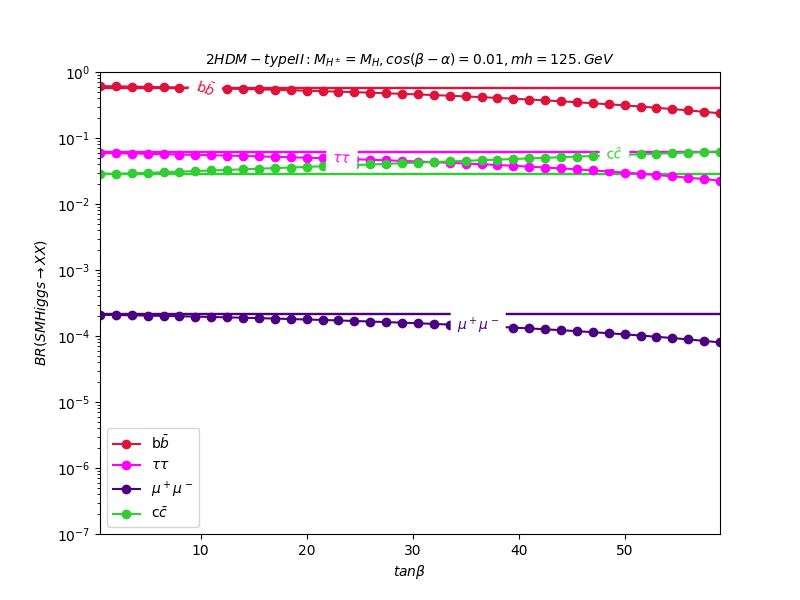 2HDM − typeII : M_{H^±} = M_H, cos(β − α) = 0.01, mh = 125. GeV
10^0
10^{−1}
10^{−2}
10^{−3}
10^{−4}
10^{−5}
10^{−6}
10^{−7}
BR(SMHiggs → XX)
bb̄
ττ
cc̄
μ^+μ^−
bb̄
ττ
μ^+μ^−
cc̄
10 20 30 40 50
tanβ